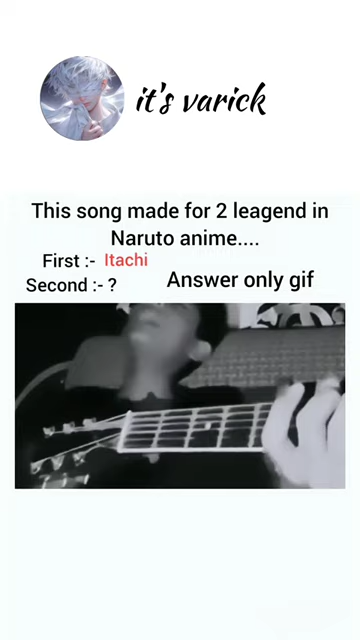 it's varick
This song made for 2 leagend in
Naruto anime....
First :- Itachi
Second :- ?
Answer only gif